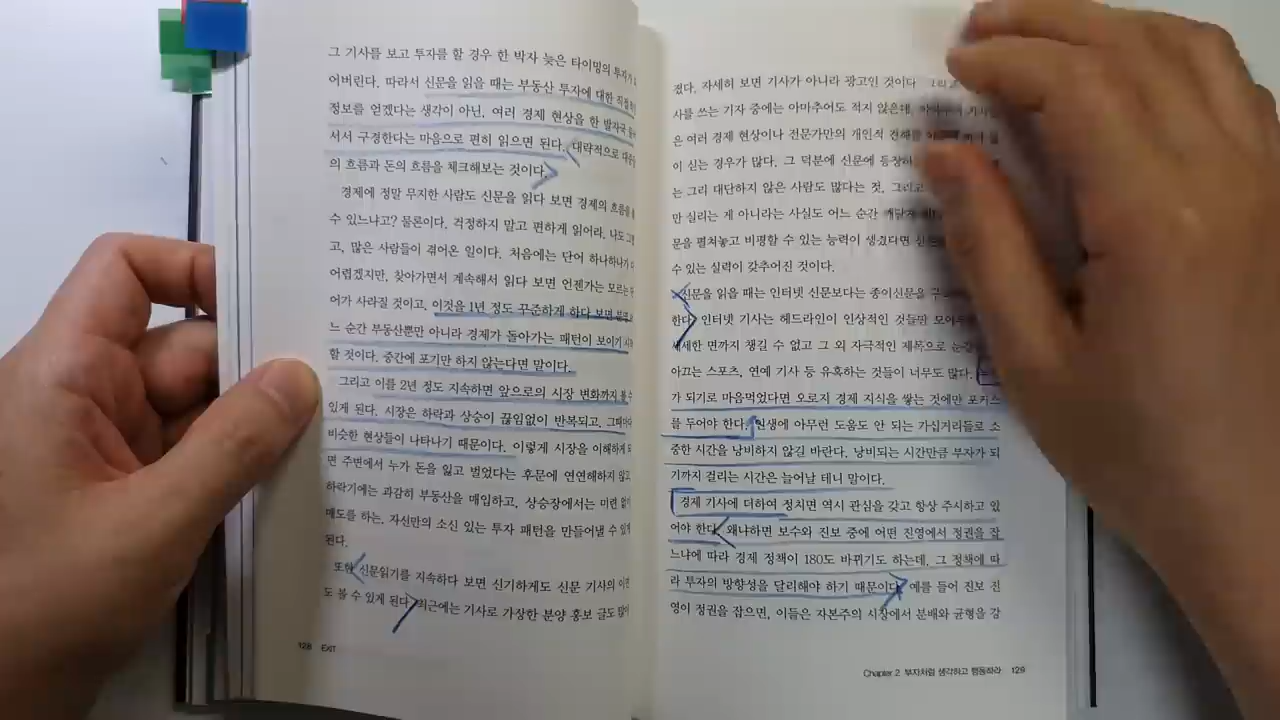 그 기사를 보고 투자를 할 경우 한 박자 늦은 타이밍의 투자가
어버린다. 따라서 신문을 읽을 때는 부동산 투자에 대한
정보를 얻겠다는 생각이 아닌, 여러 경제 현상을 한 발자국
서서 구경한다는 마음으로 편히 읽으면 된다. 대략적으로
의 흐름과 돈의 흐름을 체크해보는 것이다.
경제에 정말 무지한 사람도 신문을 읽다 보면 경제의 흐름을
수 있느냐고? 물론이다. 걱정하지 말고 편하게 읽어라. 나도
고, 많은 사람들이 겪어온 일이다. 처음에는 단어 하나하나가
어렵겠지만, 찾아가면서 계속해서 읽다 보면 언젠가는 모르는
어가 사라질 것이고, 이것을 1년 정도 꾸준하게 하다 보면
느 순간 부동산뿐만 아니라 경제가 돌아가는 패턴이 보이기
할 것이다. 중간에 포기만 하지 않는다면 말이다.
그리고 이를 2년 정도 지속하면 앞으로의 시장 변화까지
있게 된다. 시장은 하락과 상승이 끊임없이 반복되고, 그때마다
비슷한 현상들이 나타나기 때문이다. 이렇게 시장을 이해하게
면 주변에서 누가 돈을 잃고 벌었다는 후문에 연연해하지 않고
하락기에는 과감히 부동산을 매입하고, 상승장에서는 미련 없이
매도를 하는, 자신만의 소신 있는 투자 패턴을 만들어낼 수 있게
된다.
또한 신문읽기를 지속하다 보면 신기하게도 신문 기사의
도 볼 수 있게 된다. 최근에는 기사로 가장한 분양 홍보 글도 많이
128 EXIT
졌다. 자세히 보면 기사가 아니라 광고인 것이다. 그리고
사를 쓰는 기자 중에는 아마추어도 적지 않은데,
은 여러 경제 현상이나 전문가만의 개인적 견해를
이 싣는 경우가 많다. 그 덕분에 신문에 등장하
는 그리 대단하지 않은 사람도 많다는 것, 그리고
만 실리는 게 아니라는 사실도 어느 순간
문을 펼쳐놓고 비평할 수 있는 능력이 생겼다면
수 있는 실력이 갖추어진 것이다.
신문을 읽을 때는 인터넷 신문보다는 종이신문을
한다. 인터넷 기사는 헤드라인이 인상적인 것들만
세세한 면까지 챙길 수 없고 그 외 자극적인 제목으로
아끄는 스포츠, 연예 기사 등 유혹하는 것들이 너무도 많다.
가 되기로 마음먹었다면 오로지 경제 지식을 쌓는 것에만 포커스
를 두어야 한다. 인생에 아무런 도움도 안 되는 가십거리들로 소
중한 시간을 낭비하지 않길 바란다. 낭비되는 시간만큼 부자가 되
기까지 걸리는 시간은 늘어날 테니 말이다.
경제 기사에 더하여 정치면 역시 관심을 갖고 항상 주시하고 있
어야 한다. 왜냐하면 보수와 진보 중에 어떤 진영에서 정권을 잡
느냐에 따라 경제 정책이 180도 바뀌기도 하는데, 그 정책에 따
라 투자의 방향성을 달리해야 하기 때문이다. 예를 들어 진보 진
영이 정권을 잡으면, 이들은 자본주의 시장에서 분배와 균형을 강
Chapter 2 부자처럼 생각하고 행동하라 129